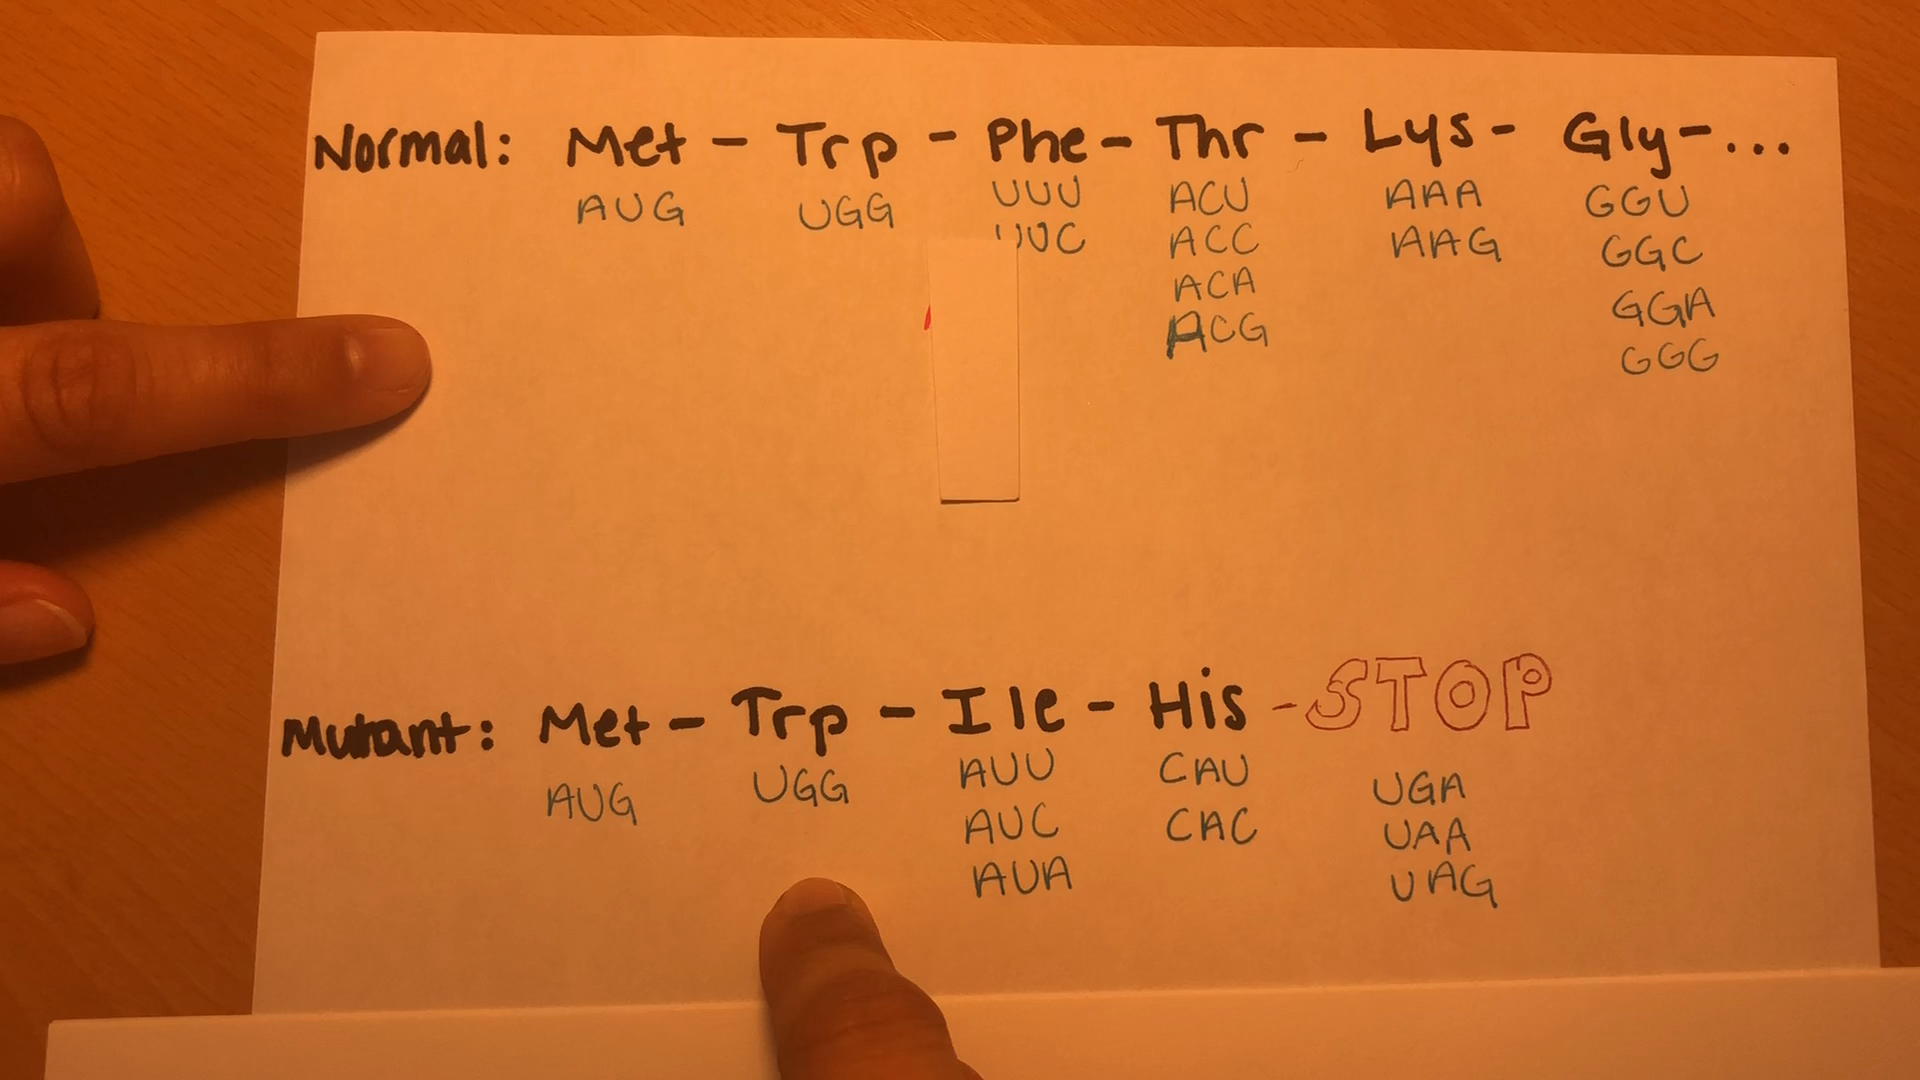 Normal: Met - Trp - Phe - Thr - Lys - Gly - ...
AUG UGG UUU ACU AAA GGU
UUC ACC AAG GGC
ACA GGA
ACG GGG
Mutant: Met - Trp - Ile - His - STOP
AUG UGG AUU CAU UGA
AUC CAC UAA
AUA UAG